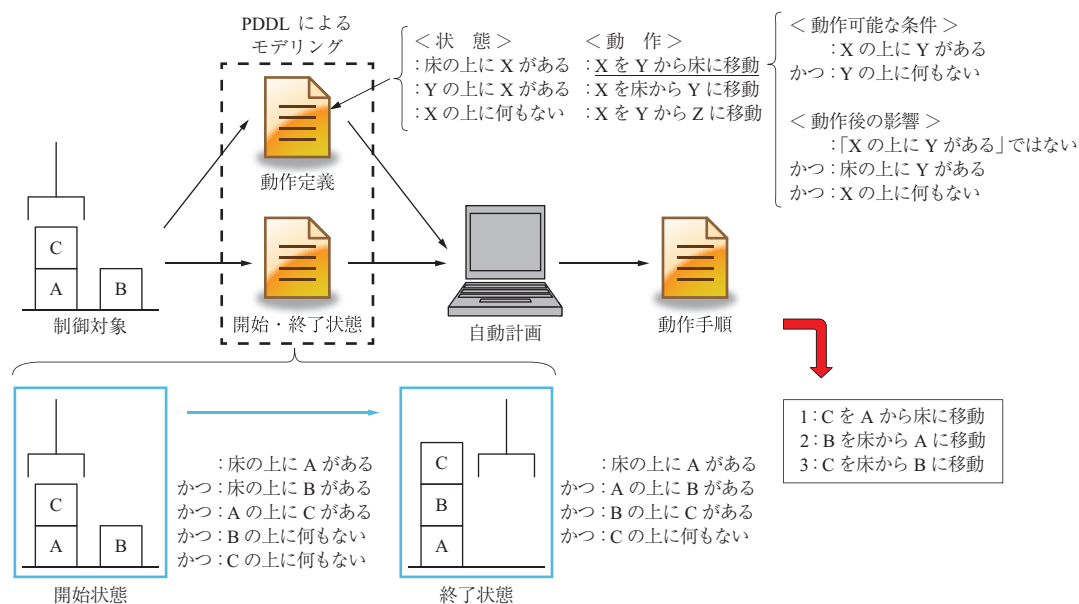 PDDL による
モデリング
動作定義
開始・終了状態
＜状　態＞
：床の上に X がある
：Y の上に X がある
：X の上に何もない
＜動　作＞
：X を Y から床に移動
：X を床から Y に移動
：X を Y から Z に移動
＜動作可能な条件＞
：X の上に Y がある
かつ：Y の上に何もない
＜動作後の影響＞
：「X の上に Y がある」ではない
かつ：床の上に Y がある
かつ：X の上に何もない
C
A
B
制御対象
自動計画
動作手順
1：C を A から床に移動
2：B を床から A に移動
3：C を床から B に移動
C
A
B
開始状態
：床の上に A がある
かつ：床の上に B がある
かつ：A の上に C がある
かつ：B の上に何もない
かつ：C の上に何もない
C
B
A
終了状態
：床の上に A がある
かつ：A の上に B がある
かつ：B の上に C がある
かつ：C の上に何もない